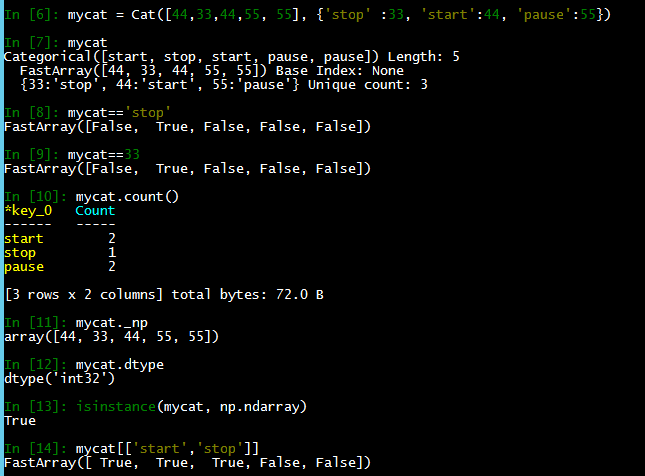 In [6]: mycat = Cat([44,33,44,55, 55], {'stop' :33, 'start':44, 'pause':55})
In [7]: mycat
Categorical([start, stop, start, pause, pause]) Length: 5
  FastArray([44, 33, 44, 55, 55]) Base Index: None
  {33:'stop', 44:'start', 55:'pause'} Unique count: 3
In [8]: mycat=='stop'
FastArray([False,  True, False, False, False])
In [9]: mycat==33
FastArray([False,  True, False, False, False])
In [10]: mycat.count()
*key_0   Count
------   -----
start        2
stop         1
pause        2
[3 rows x 2 columns] total bytes: 72.0 B
In [11]: mycat._np
array([44, 33, 44, 55, 55])
In [12]: mycat.dtype
dtype('int32')
In [13]: isinstance(mycat, np.ndarray)
True
In [14]: mycat[['start','stop']]
FastArray([ True,  True,  True, False, False])